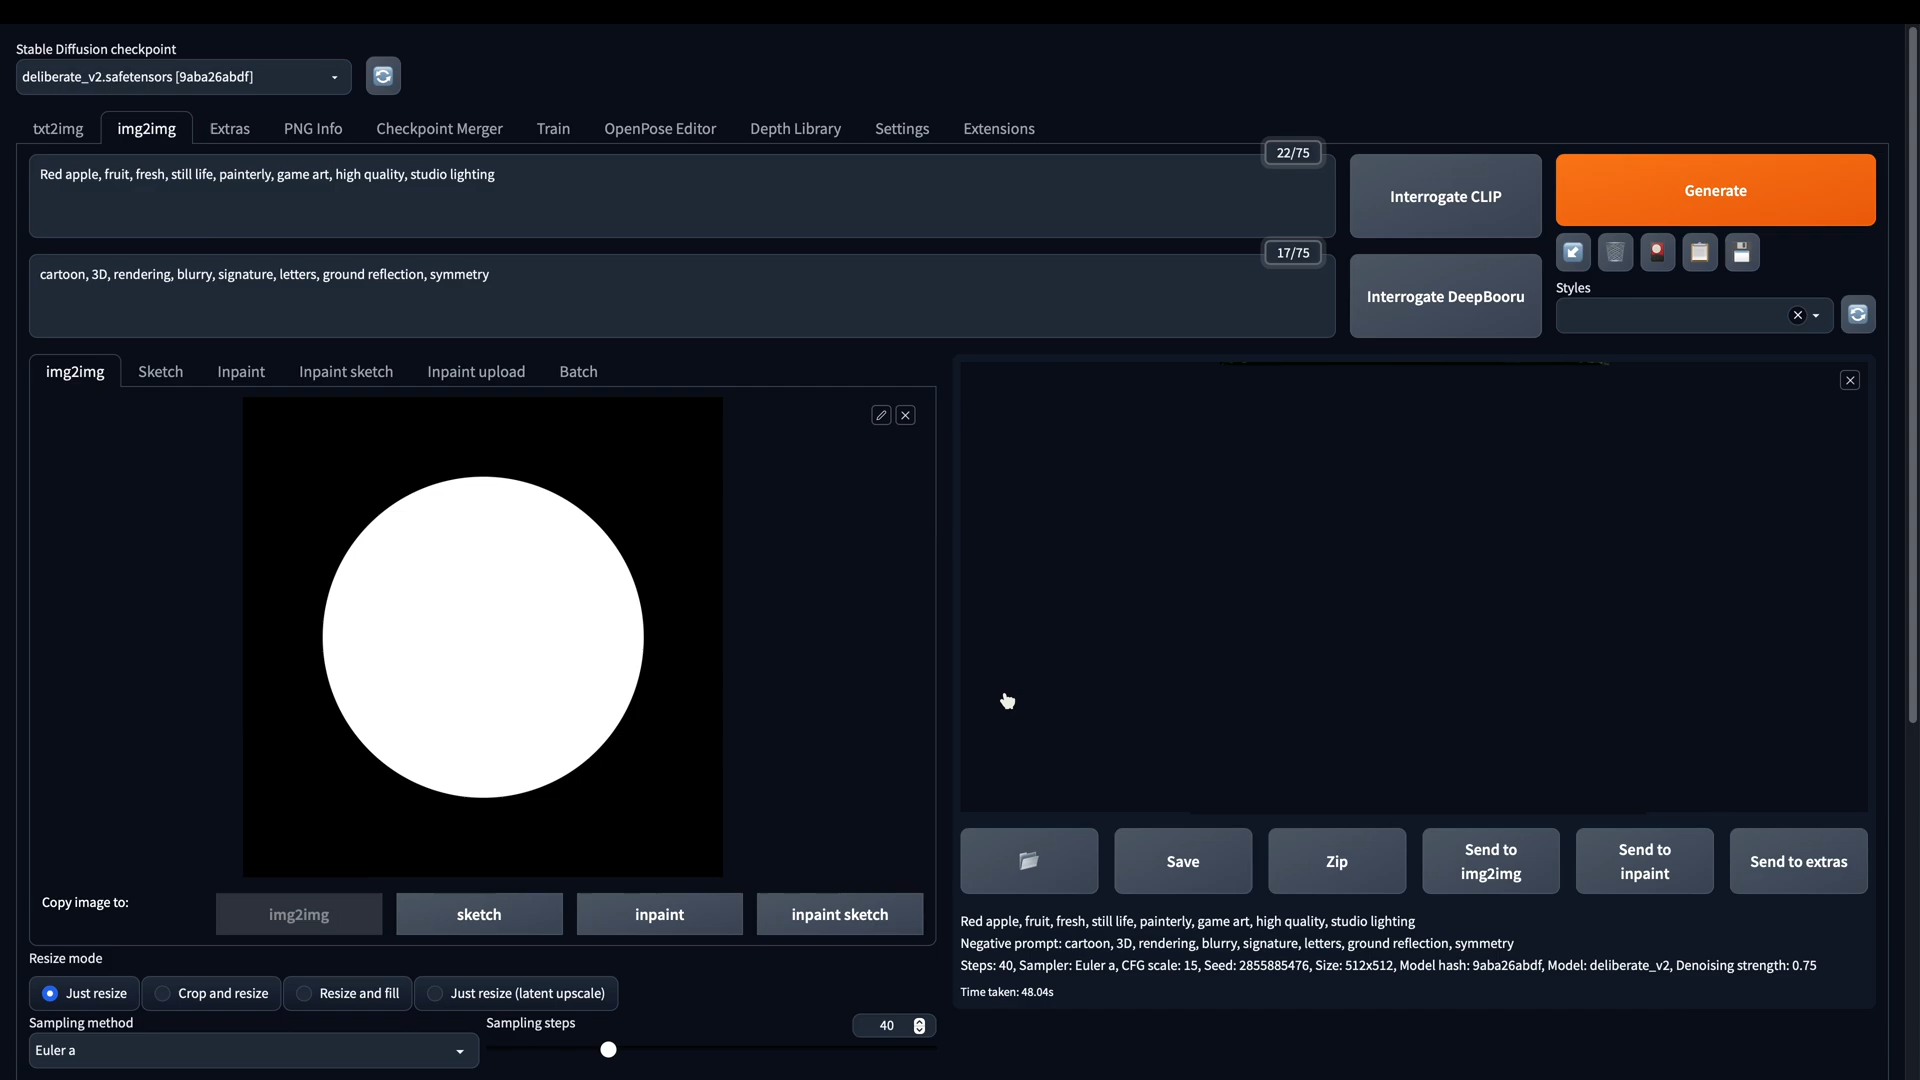 Stable Diffusion checkpoint
deliberate_v2.safetensors [9aba26abdf]
txt2img img2img Extras PNG Info Checkpoint Merger Train OpenPose Editor Depth Library Settings Extensions
22/75
Red apple, fruit, fresh, still life, painterly, game art, high quality, studio lighting
Interrogate CLIP
Generate
17/75
cartoon, 3D, rendering, blurry, signature, letters, ground reflection, symmetry
Interrogate DeepBooru
Styles
img2img Sketch Inpaint Inpaint sketch Inpaint upload Batch
Copy image to:
img2img sketch inpaint inpaint sketch
Resize mode
Just resize Crop and resize Resize and fill Just resize (latent upscale)
Sampling method
Euler a
Sampling steps
40
Save
Zip
Send to
img2img
Send to
inpaint
Send to extras
Red apple, fruit, fresh, still life, painterly, game art, high quality, studio lighting
Negative prompt: cartoon, 3D, rendering, blurry, signature, letters, ground reflection, symmetry
Steps: 40, Sampler: Euler a, CFG scale: 15, Seed: 2855885476, Size: 512x512, Model hash: 9aba26abdf, Model: deliberate_v2, Denoising strength: 0.75
Time taken: 48.04s